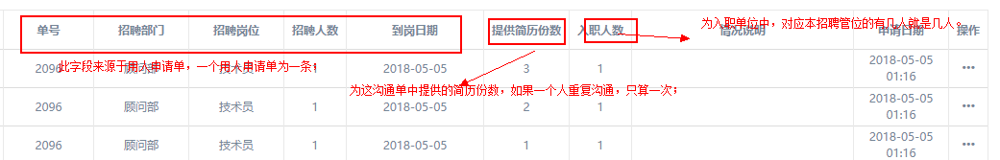 为入职单位中，对应本招聘管位的有几人就是几人。
单号 招聘部门 招聘岗位 招聘人数 到岗日期 提供简历份数 入职人数 情况说明 申请日期 操作
此字段来源于用人申请单，一个用人申请单为一条；
2096 顾问部 技术员 1 2018-05-05 3 1 2018-05-05 01:16 •••
为这沟通单中提供的简历份数，如果一个人重复沟通，只算一次；
2096 顾问部 技术员 1 2018-05-05 2 1 2018-05-05 01:16 •••
2096 顾问部 技术员 1 2018-05-05 1 1 2018-05-05 01:16 •••